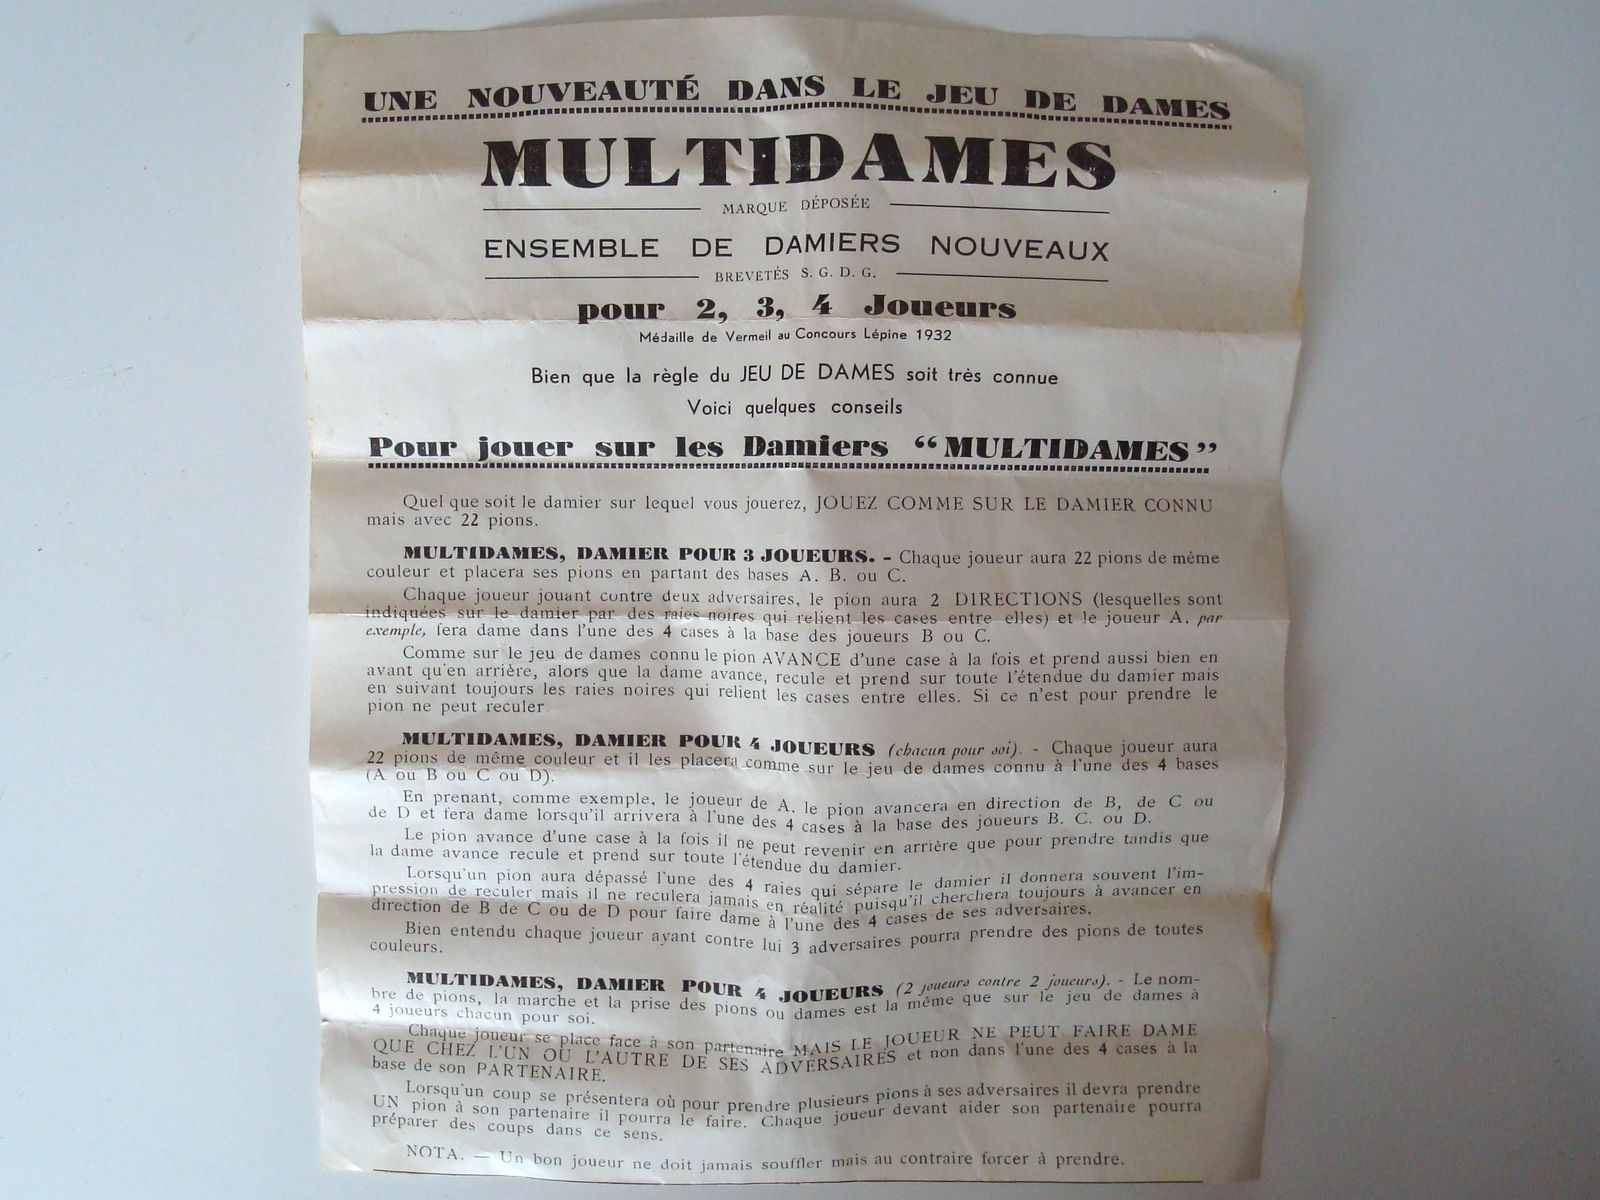 UNE NOUVEAUTÉ DANS LE JEU DE DAMES
MULTIDAMES
MARQUE DÉPOSÉE
ENSEMBLE DE DAMIERS NOUVEAUX
BREVETÉS S. G. D. G.
pour 2, 3, 4 Joueurs
Médaille de Vermeil au Concours Lépine 1932
Bien que la règle du JEU DE DAMES soit très connue
Voici quelques conseils
Pour jouer sur les Damiers “MULTIDAMES”
Quel que soit le damier sur lequel vous jouerez, JOUEZ COMME SUR LE DAMIER CONNU
mais avec 22 pions.
MULTIDAMES, DAMIER POUR 3 JOUEURS. - Chaque joueur aura 22 pions de même
couleur et placera ses pions en partant des bases A. B. ou C.
Chaque joueur jouant contre deux adversaires, le pion aura 2 DIRECTIONS (lesquelles sont
indiquées sur le damier par des raies noires qui relient les cases entre elles) et le joueur A, par
exemple, fera dame dans l'une des 4 cases à la base des joueurs B ou C.
Comme sur le jeu de dames connu le pion AVANCE d'une case à la fois et prend aussi bien en
avant qu'en arrière, alors que la dame avance, recule et prend sur toute l'étendue du damier mais
en suivant toujours les raies noires qui relient les cases entre elles. Si ce n'est pour prendre le
pion ne peut reculer
MULTIDAMES, DAMIER POUR 4 JOUEURS (chacun pour soi). - Chaque joueur aura
22 pions de même couleur et il les placera comme sur le jeu de dames connu à l'une des 4 bases
(A ou B ou C ou D).
En prenant, comme exemple, le joueur de A, le pion avancera en direction de B, de C ou
de D et fera dame lorsqu'il arrivera à l'une des 4 cases à la base des joueurs B. C. ou D.
Le pion avance d'une case à la fois il ne peut revenir en arrière que pour prendre tandis que
la dame avance recule et prend sur toute l'étendue du damier.
Lorsqu'un pion aura dépassé l'une des 4 raies qui sépare le damier il donnera souvent l'im-
pression de reculer mais il ne reculera jamais en réalité puisqu'il cherchera toujours à avancer en
direction de B de C ou de D pour faire dame à l'une des 4 cases de ses adversaires.
Bien entendu chaque joueur ayant contre lui 3 adversaires pourra prendre des pions de toutes
couleurs.
MULTIDAMES, DAMIER POUR 4 JOUEURS (2 joueurs contre 2 joueurs). - Le nom-
bre de pions, la marche et la prise des pions ou dames est la même que sur le jeu de dames à
4 joueurs chacun pour soi.
Chaque joueur se place face à son partenaire MAIS LE JOUEUR NE PEUT FAIRE DAME
QUE CHEZ L'UN OU L'AUTRE DE SES ADVERSAIRES et non dans l'une des 4 cases à la
base de son PARTENAIRE.
Lorsqu'un coup se présentera où pour prendre plusieurs pions à ses adversaires il devra prendre
UN pion à son partenaire il pourra le faire. Chaque joueur devant aider son partenaire pourra
préparer des coups dans ce sens.
NOTA. — Un bon joueur ne doit jamais souffler mais au contraire forcer à prendre.